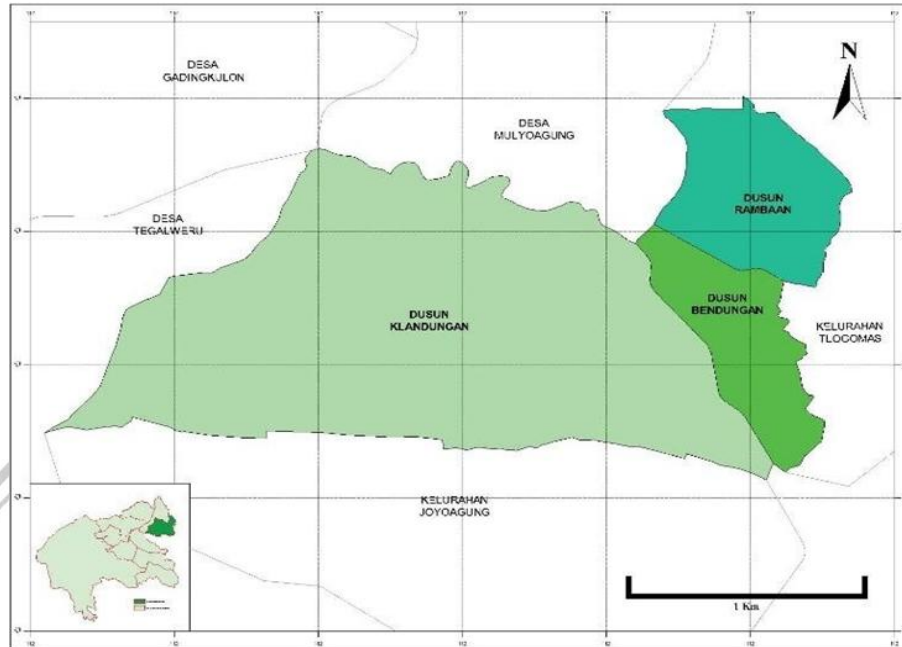 DESA
GADINGKULON
N
DESA
MULYOAGUNG
DUSUN
RAMBAAN
DESA
TEGALWERU
DUSUN
BENDUNGAN
DUSUN
KLANDUNGAN
KELURAHAN
TLOGOMAS
KELURAHAN
JOYOAGUNG
1 Km